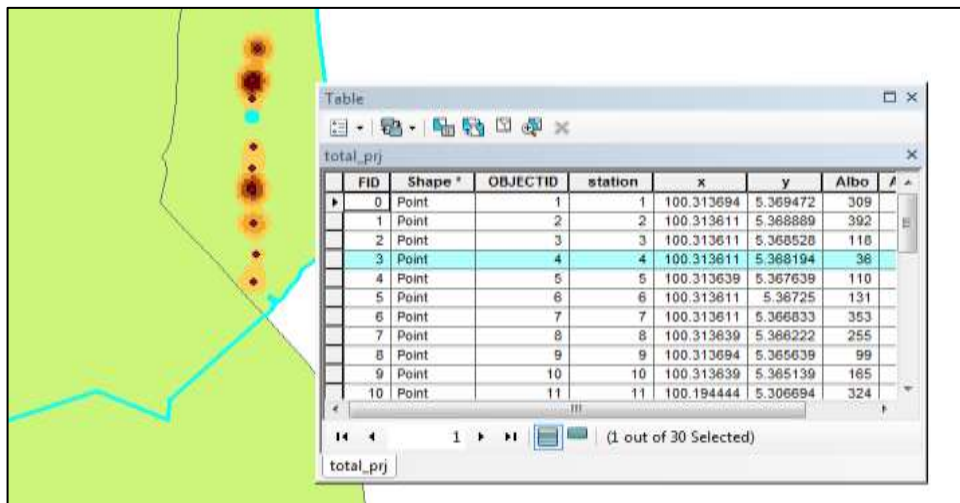 Table
total_prj
FID Shape * OBJECTID station x y Albo A
0 Point 1 1 100.313694 5.369472 309
1 Point 2 2 100.313611 5.368889 392
2 Point 3 3 100.313611 5.368528 118
3 Point 4 4 100.313611 5.368194 36
4 Point 5 5 100.313639 5.367639 110
5 Point 6 6 100.313611 5.36725 131
6 Point 7 7 100.313611 5.366833 353
7 Point 8 8 100.313639 5.366222 255
8 Point 9 9 100.313694 5.365639 99
9 Point 10 10 100.313639 5.365139 165
10 Point 11 11 100.194444 5.306694 324
1 (1 out of 30 Selected)
total_prj